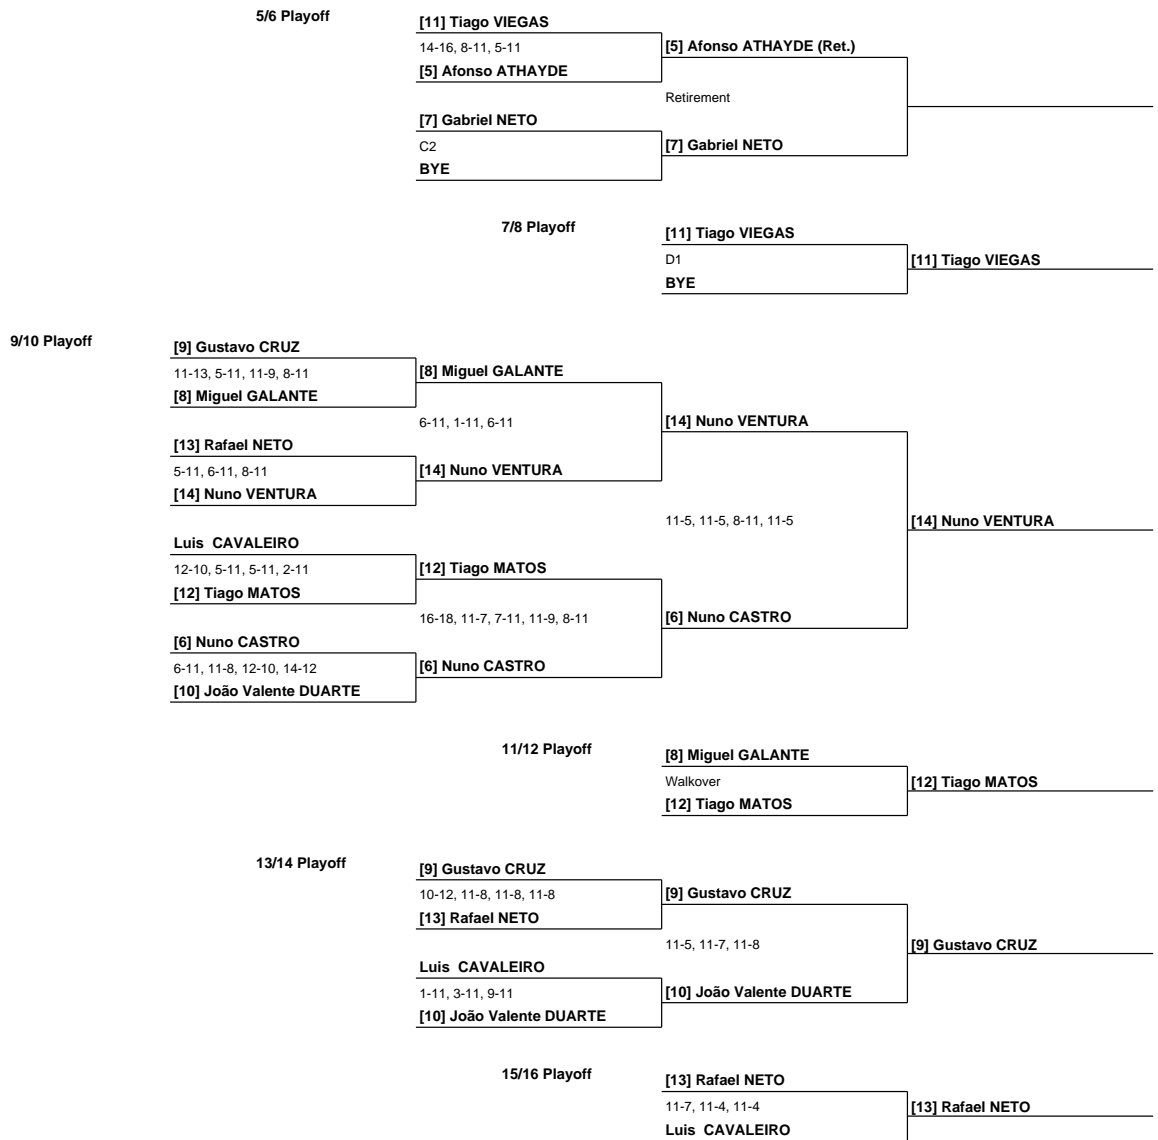 5/6 Playoff
[11] Tiago VIEGAS
14-16, 8-11, 5-11
[5] Afonso ATHAYDE (Ret.)
[5] Afonso ATHAYDE
Retirement
[7] Gabriel NETO
C2
[7] Gabriel NETO
BYE
7/8 Playoff
[11] Tiago VIEGAS
D1
[11] Tiago VIEGAS
BYE
9/10 Playoff
[9] Gustavo CRUZ
11-13, 5-11, 11-9, 8-11
[8] Miguel GALANTE
[8] Miguel GALANTE
6-11, 1-11, 6-11
[14] Nuno VENTURA
[13] Rafael NETO
5-11, 6-11, 8-11
[14] Nuno VENTURA
[14] Nuno VENTURA
11-5, 11-5, 8-11, 11-5
[14] Nuno VENTURA
Luis CAVALEIRO
12-10, 5-11, 5-11, 2-11
[12] Tiago MATOS
[12] Tiago MATOS
16-18, 11-7, 7-11, 11-9, 8-11
[6] Nuno CASTRO
[6] Nuno CASTRO
6-11, 11-8, 12-10, 14-12
[6] Nuno CASTRO
[10] João Valente DUARTE
11/12 Playoff
[8] Miguel GALANTE
Walkover
[12] Tiago MATOS
[12] Tiago MATOS
13/14 Playoff
[9] Gustavo CRUZ
10-12, 11-8, 11-8, 11-8
[9] Gustavo CRUZ
[13] Rafael NETO
11-5, 11-7, 11-8
[9] Gustavo CRUZ
Luis CAVALEIRO
1-11, 3-11, 9-11
[10] João Valente DUARTE
[10] João Valente DUARTE
15/16 Playoff
[13] Rafael NETO
11-7, 11-4, 11-4
[13] Rafael NETO
Luis CAVALEIRO